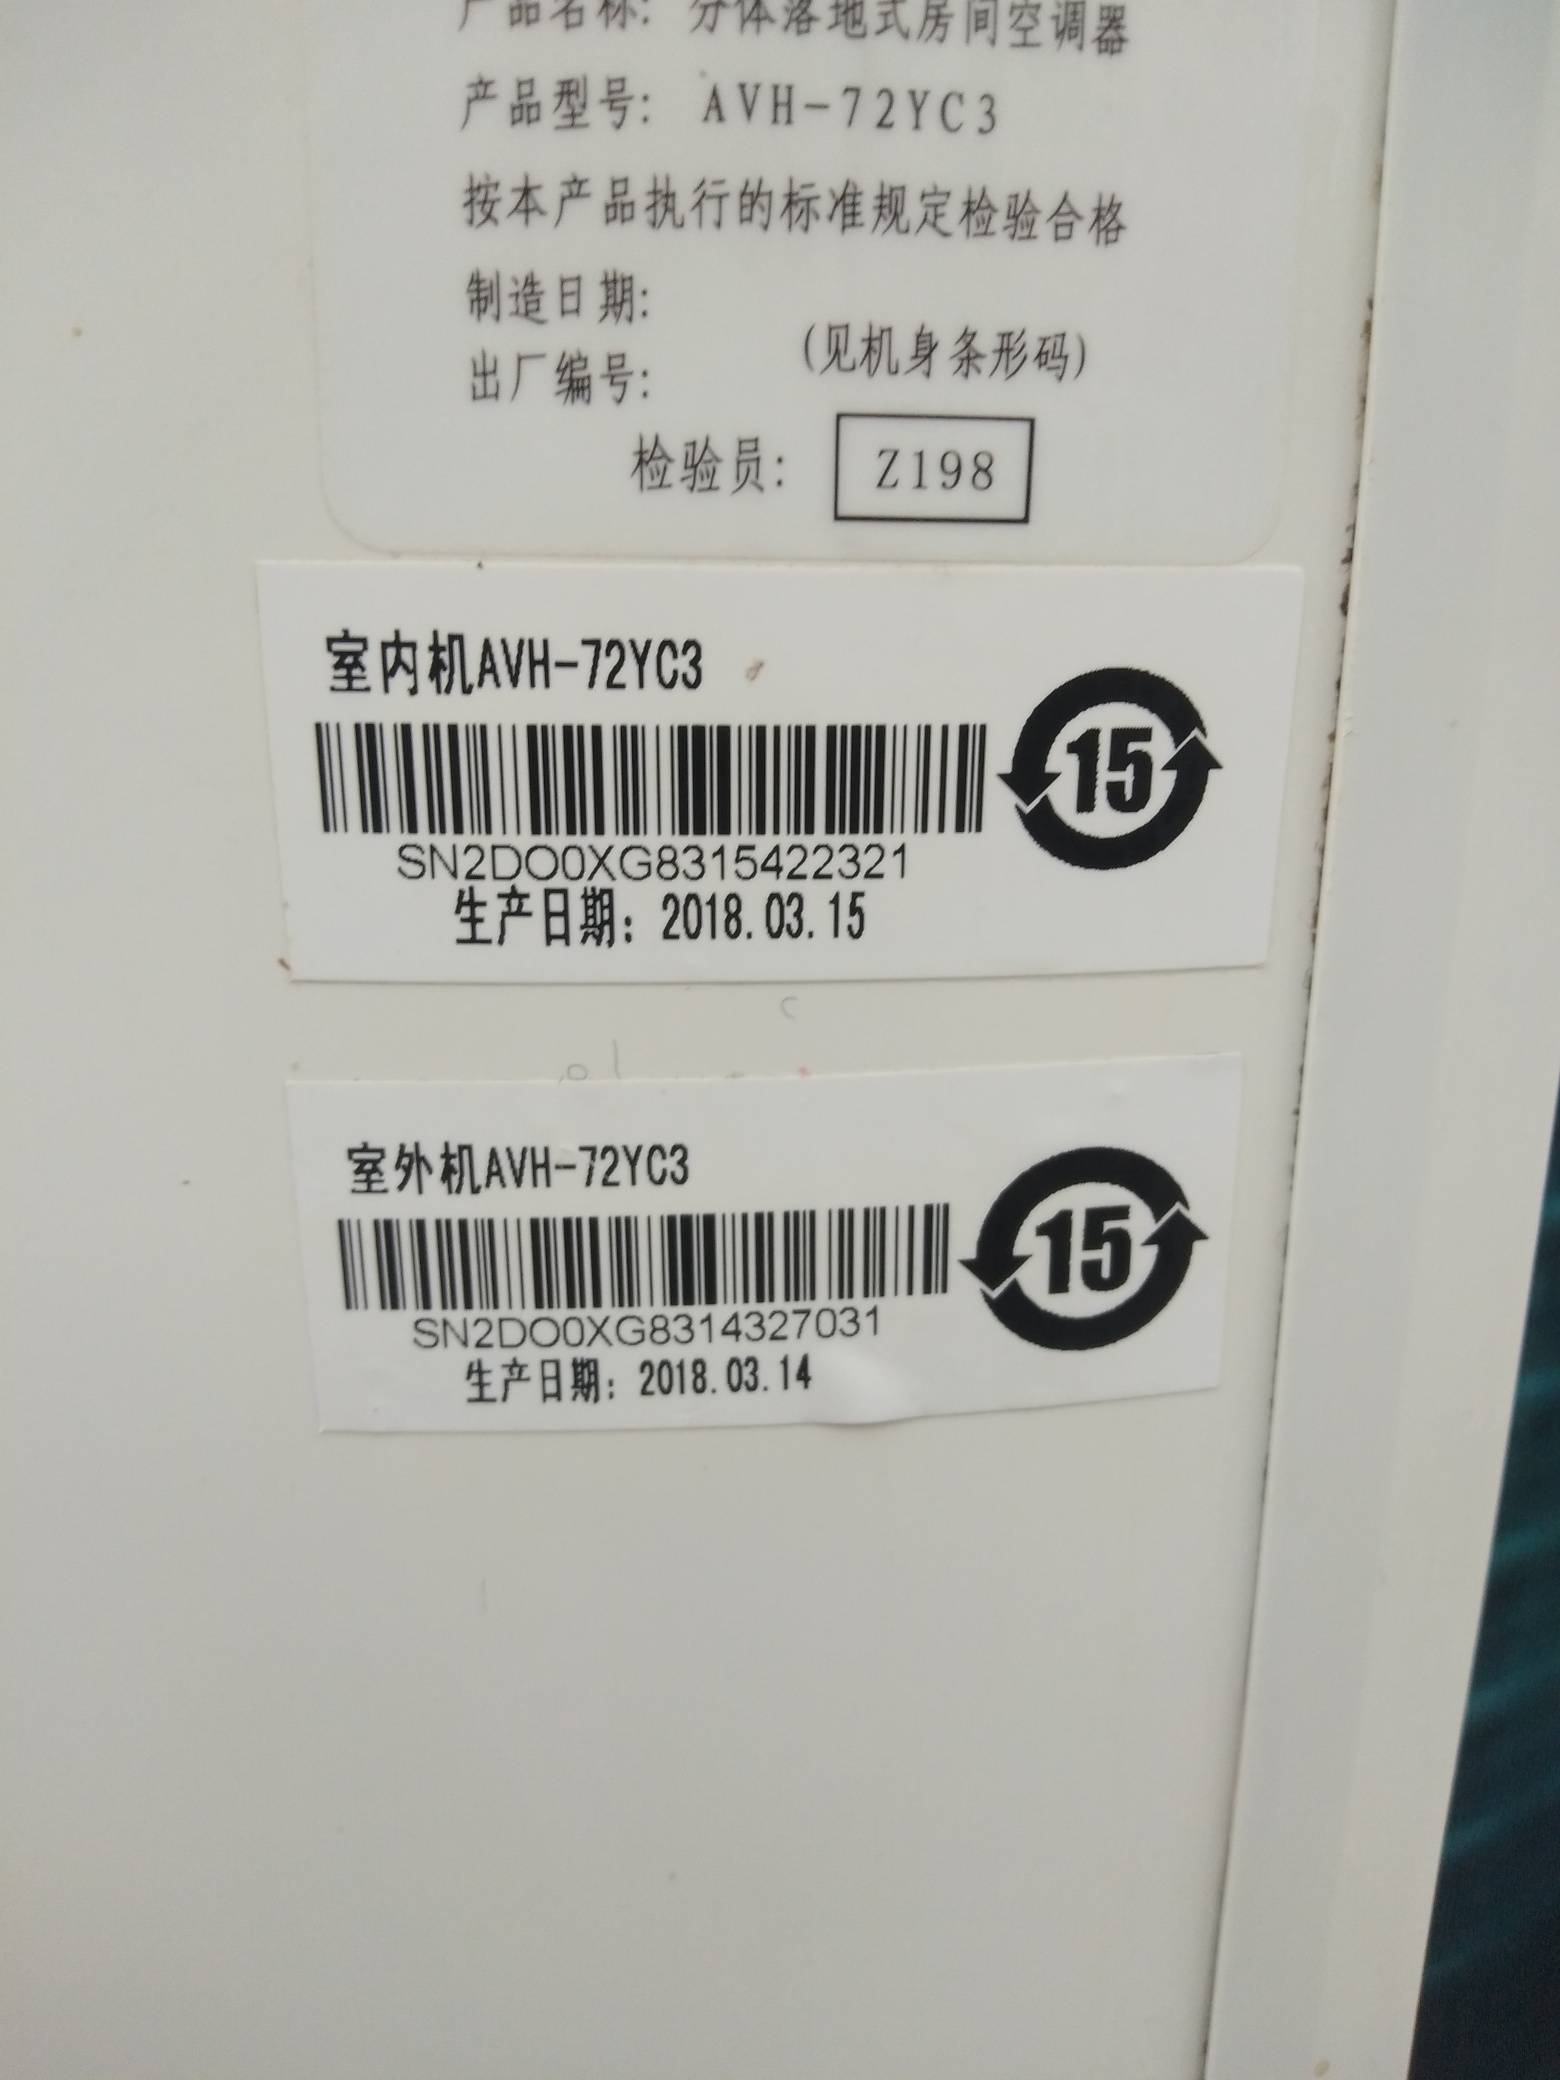 产品名称: 分体落地式房间空调器
产品型号: AVH-72YC3
按本产品执行的标准规定检验合格
制造日期:
(见机身条形码)
出厂编号:
检验员: Z198
室内机AVH-72YC3
15
SN2DO0XG8315422321
生产日期: 2018.03.15
室外机AVH-72YC3
15
SN2DO0XG8314327031
生产日期: 2018.03.14